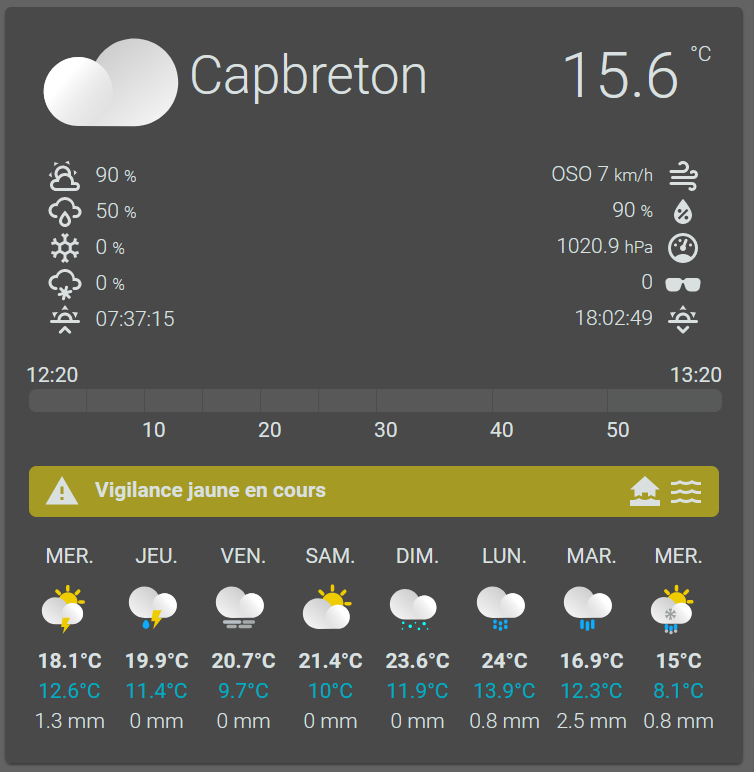 Capbreton 15.6 °C
90 % OSO 7 km/h
50 % 90 %
0 % 1020.9 hPa
0 % 0
07:37:15 18:02:49
12:20 13:20
10 20 30 40 50
Vigilance jaune en cours
MER. JEU. VEN. SAM. DIM. LUN. MAR. MER.
18.1°C 19.9°C 20.7°C 21.4°C 23.6°C 24°C 16.9°C 15°C
12.6°C 11.4°C 9.7°C 10°C 11.9°C 13.9°C 12.3°C 8.1°C
1.3 mm 0 mm 0 mm 0 mm 0 mm 0.8 mm 2.5 mm 0.8 mm